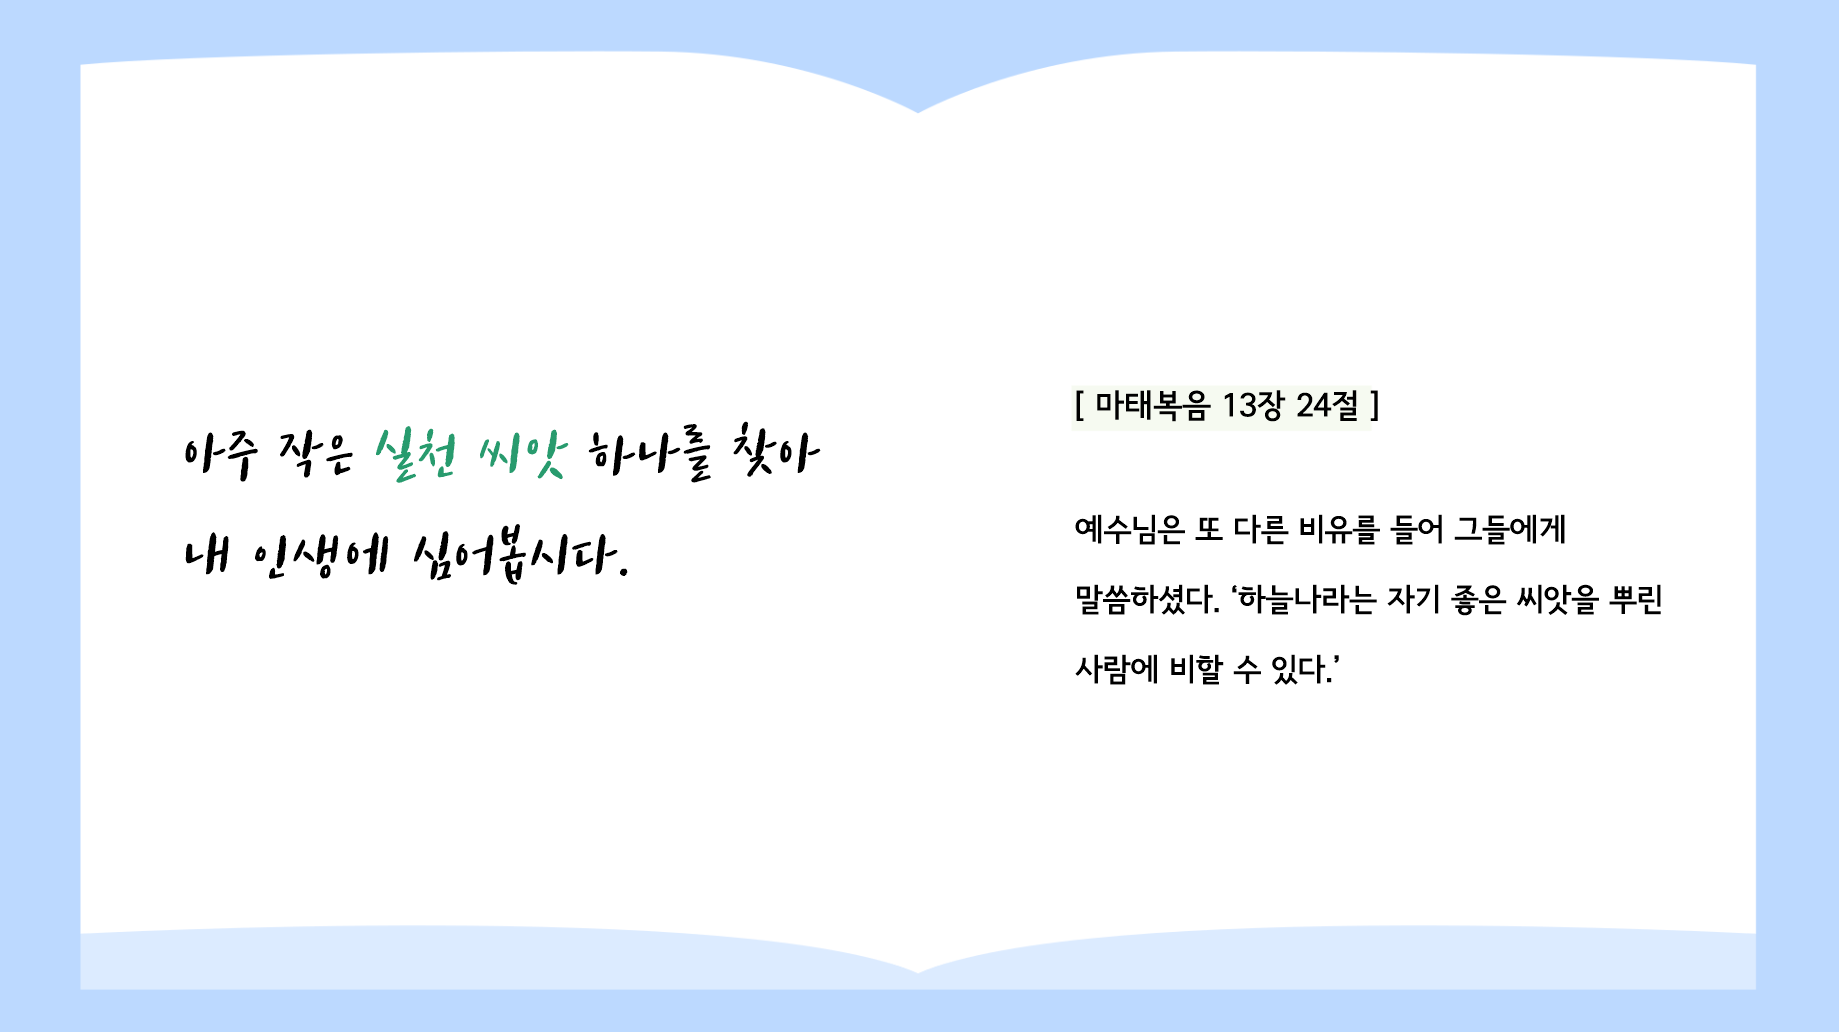 아주 작은 실천 씨앗 하나를 찾아
내 인생에 심어봅시다.
[ 마태복음 13장 24절 ]
예수님은 또 다른 비유를 들어 그들에게
말씀하셨다. ‘하늘나라는 자기 좋은 씨앗을 뿌린
사람에 비할 수 있다.’